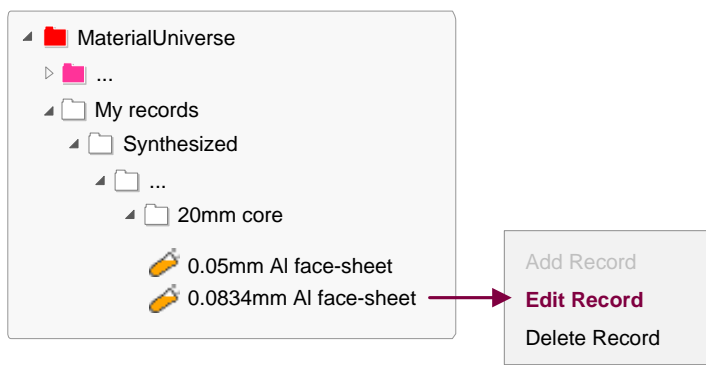 MaterialUniverse
...
My records
Synthesized
...
20mm core
0.05mm Al face-sheet
0.0834mm Al face-sheet
Add Record
Edit Record
Delete Record